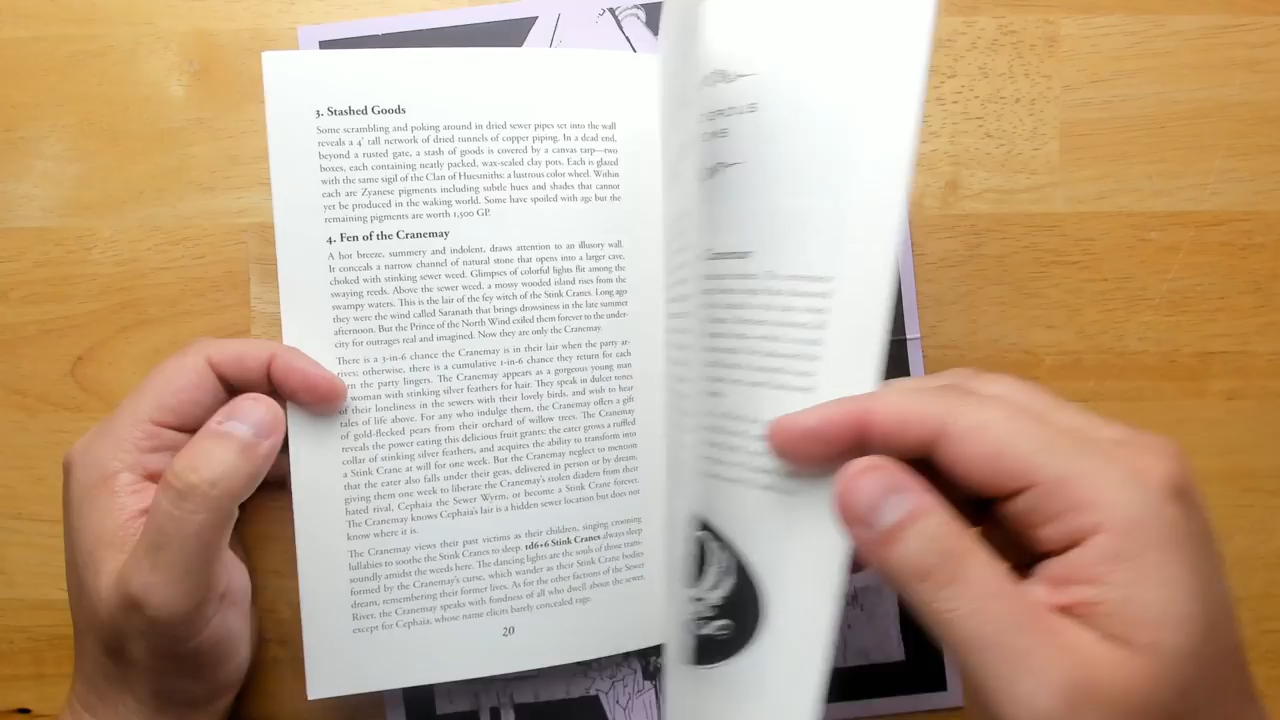 3. Stashed Goods
Some scrambling and poking around in dried sewer pipes set into the wall
reveals a 4' tall network of dried tunnels of copper piping. In a dead end,
beyond a rusted gate, a stash of goods is covered by a canvas tarp—two
boxes, each containing neatly packed, wax-sealed clay pots. Each is glazed
with the same sigil of the Clan of Huesmiths: a lustrous color wheel. Within
each are Zyanese pigments including subtle hues and shades that cannot
yet be produced in the waking world. Some have spoiled with age but the
remaining pigments are worth 1,500 GP.
4. Fen of the Cranemay
A hot breeze, summery and indolent, draws attention to an illusory wall.
It conceals a narrow channel of natural stone that opens into a larger cave,
choked with stinking sewer weed. Glimpses of colorful lights flit among the
swaying reeds. Above the sewer weed, a mossy wooded island rises from the
swampy waters. This is the lair of the fey witch of the Stink Cranes. Long ago
they were the wind called Saranath that brings drowsiness in the late summer
afternoon. But the Prince of the North Wind exiled them forever to the under-
city for outrages real and imagined. Now they are only the Cranemay.
There is a 3-in-6 chance the Cranemay is in their lair when the party ar-
rives; otherwise, there is a cumulative 1-in-6 chance they return for each
the party lingers. The Cranemay appears as a gorgeous young man
woman with stinking silver feathers for hair. They speak in dulcet tones
of their loneliness in the sewers with their lovely birds, and wish to hear
tales of life above. For any who indulge them, the Cranemay offers a gift
of gold-flecked pears from their orchard of willow trees. The Cranemay
reveals the power eating this delicious fruit grants: the eater grows a ruffled
collar of stinking silver feathers, and acquires the ability to transform into
a Stink Crane at will for one week. But the Cranemay neglect to mention
that the eater also falls under their geas, delivered in person or by dream,
giving them one week to liberate the Cranemay's stolen diadem from their
hated rival, Cephaia the Sewer Wyrm, or become a Stink Crane forever.
The Cranemay knows Cephaia's lair is a hidden sewer location but does not
know where it is.
The Cranemay views their past victims as their children, singing crooning
lullabies to soothe the Stink Cranes to sleep. 1d6+6 Stink Cranes always sleep
soundly amidst the weeds here. The dancing lights are the souls of those trans-
formed by the Cranemay's curse, which wander as their Stink Crane bodies
dream, remembering their former lives. As for the other factions of the Sewer
River, the Cranemay speaks with fondness of all who dwell about the sewer,
except for Cephaia, whose name elicits barely concealed rage.
20